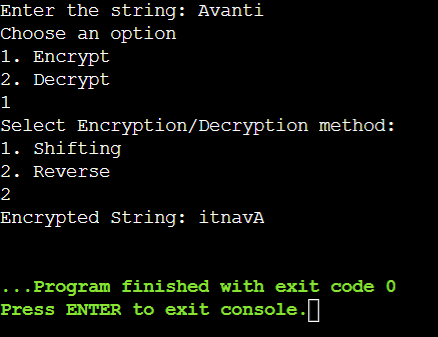 Enter the string: Avanti
Choose an option
1. Encrypt
2. Decrypt
1
Select Encryption/Decryption method:
1. Shifting
2. Reverse
2
Encrypted String: itnavA
...Program finished with exit code 0
Press ENTER to exit console.